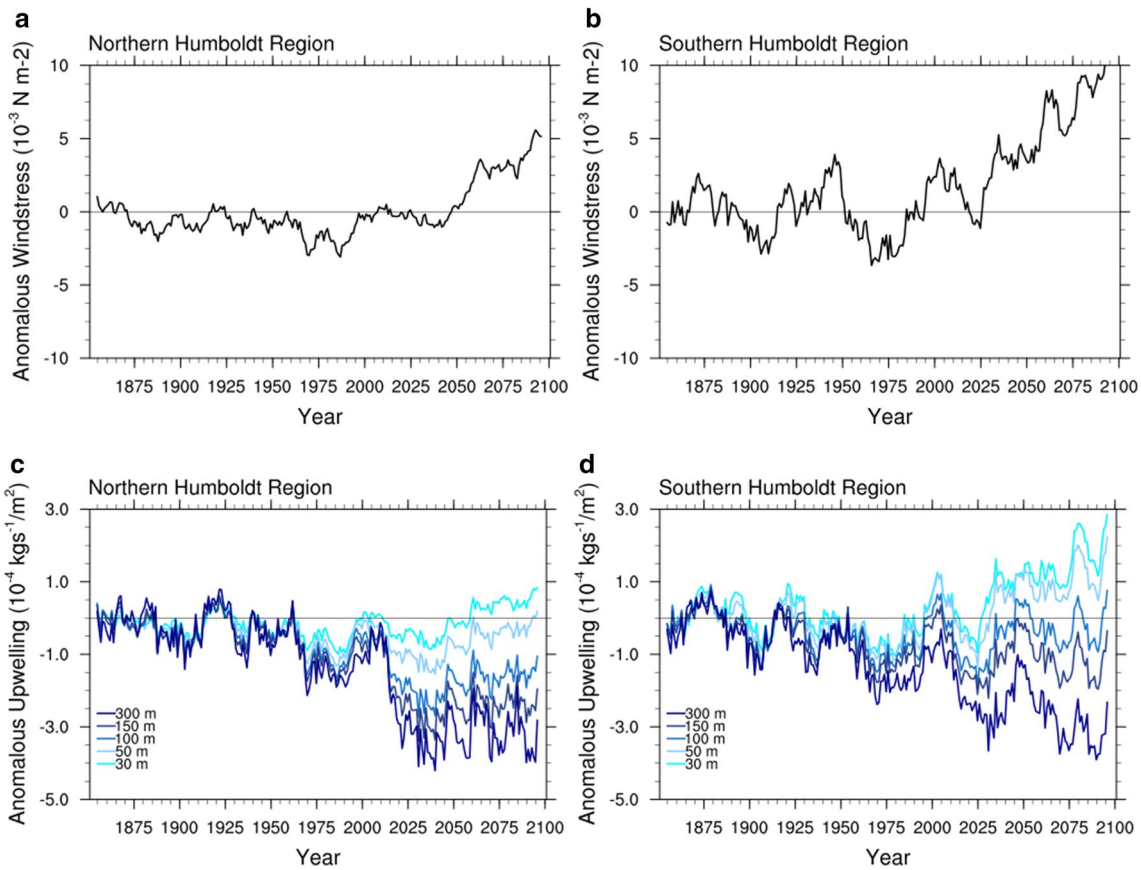 a
Northern Humboldt Region
Anomalous Windstress (10-3 N m-2)
10
5
0
-5
-10
1875 1900 1925 1950 1975 2000 2025 2050 2075 2100
Year
b
Southern Humboldt Region
Anomalous Windstress (10-3 N m-2)
10
5
0
-5
-10
1875 1900 1925 1950 1975 2000 2025 2050 2075 2100
Year
c
Northern Humboldt Region
Anomalous Upwelling (10-4 kgs-1/m2)
3.0
1.0
-1.0
-3.0
-5.0
300 m
150 m
100 m
50 m
30 m
1875 1900 1925 1950 1975 2000 2025 2050 2075 2100
Year
d
Southern Humboldt Region
Anomalous Upwelling (10-4 kgs-1/m2)
3.0
1.0
-1.0
-3.0
-5.0
300 m
150 m
100 m
50 m
30 m
1875 1900 1925 1950 1975 2000 2025 2050 2075 2100
Year